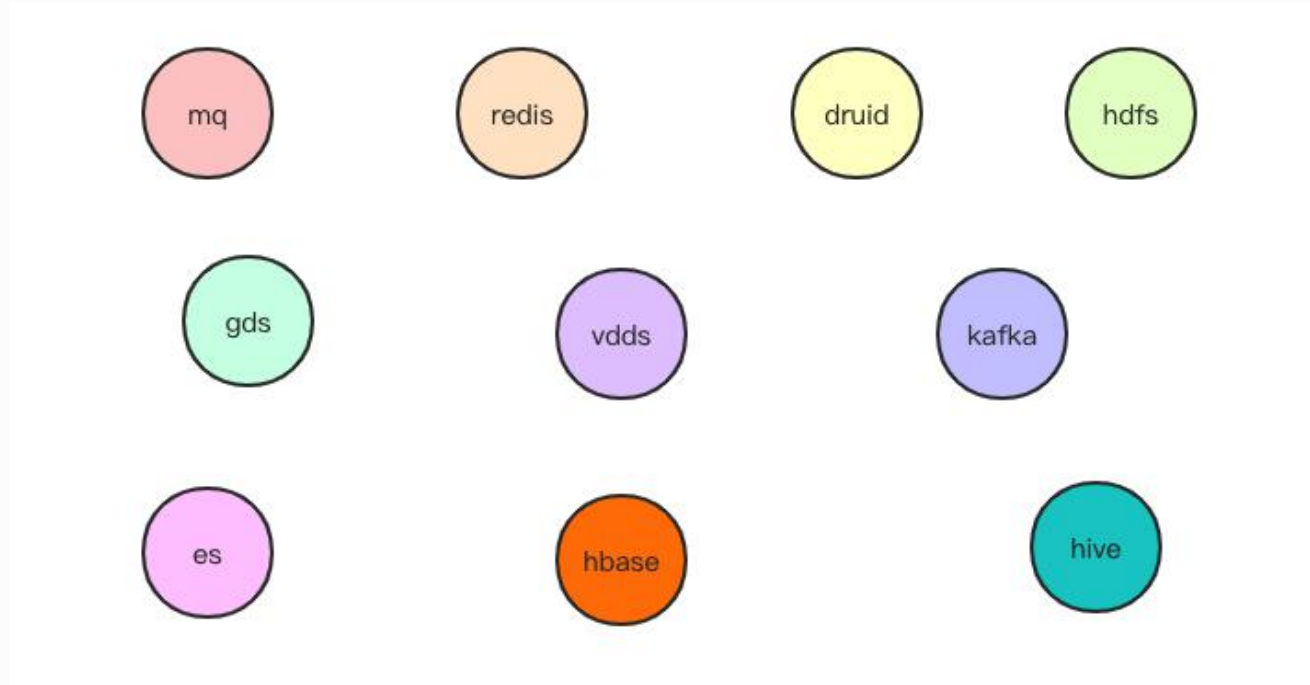 mq
redis
druid
hdfs
gds
vdds
kafka
es
hbase
hive